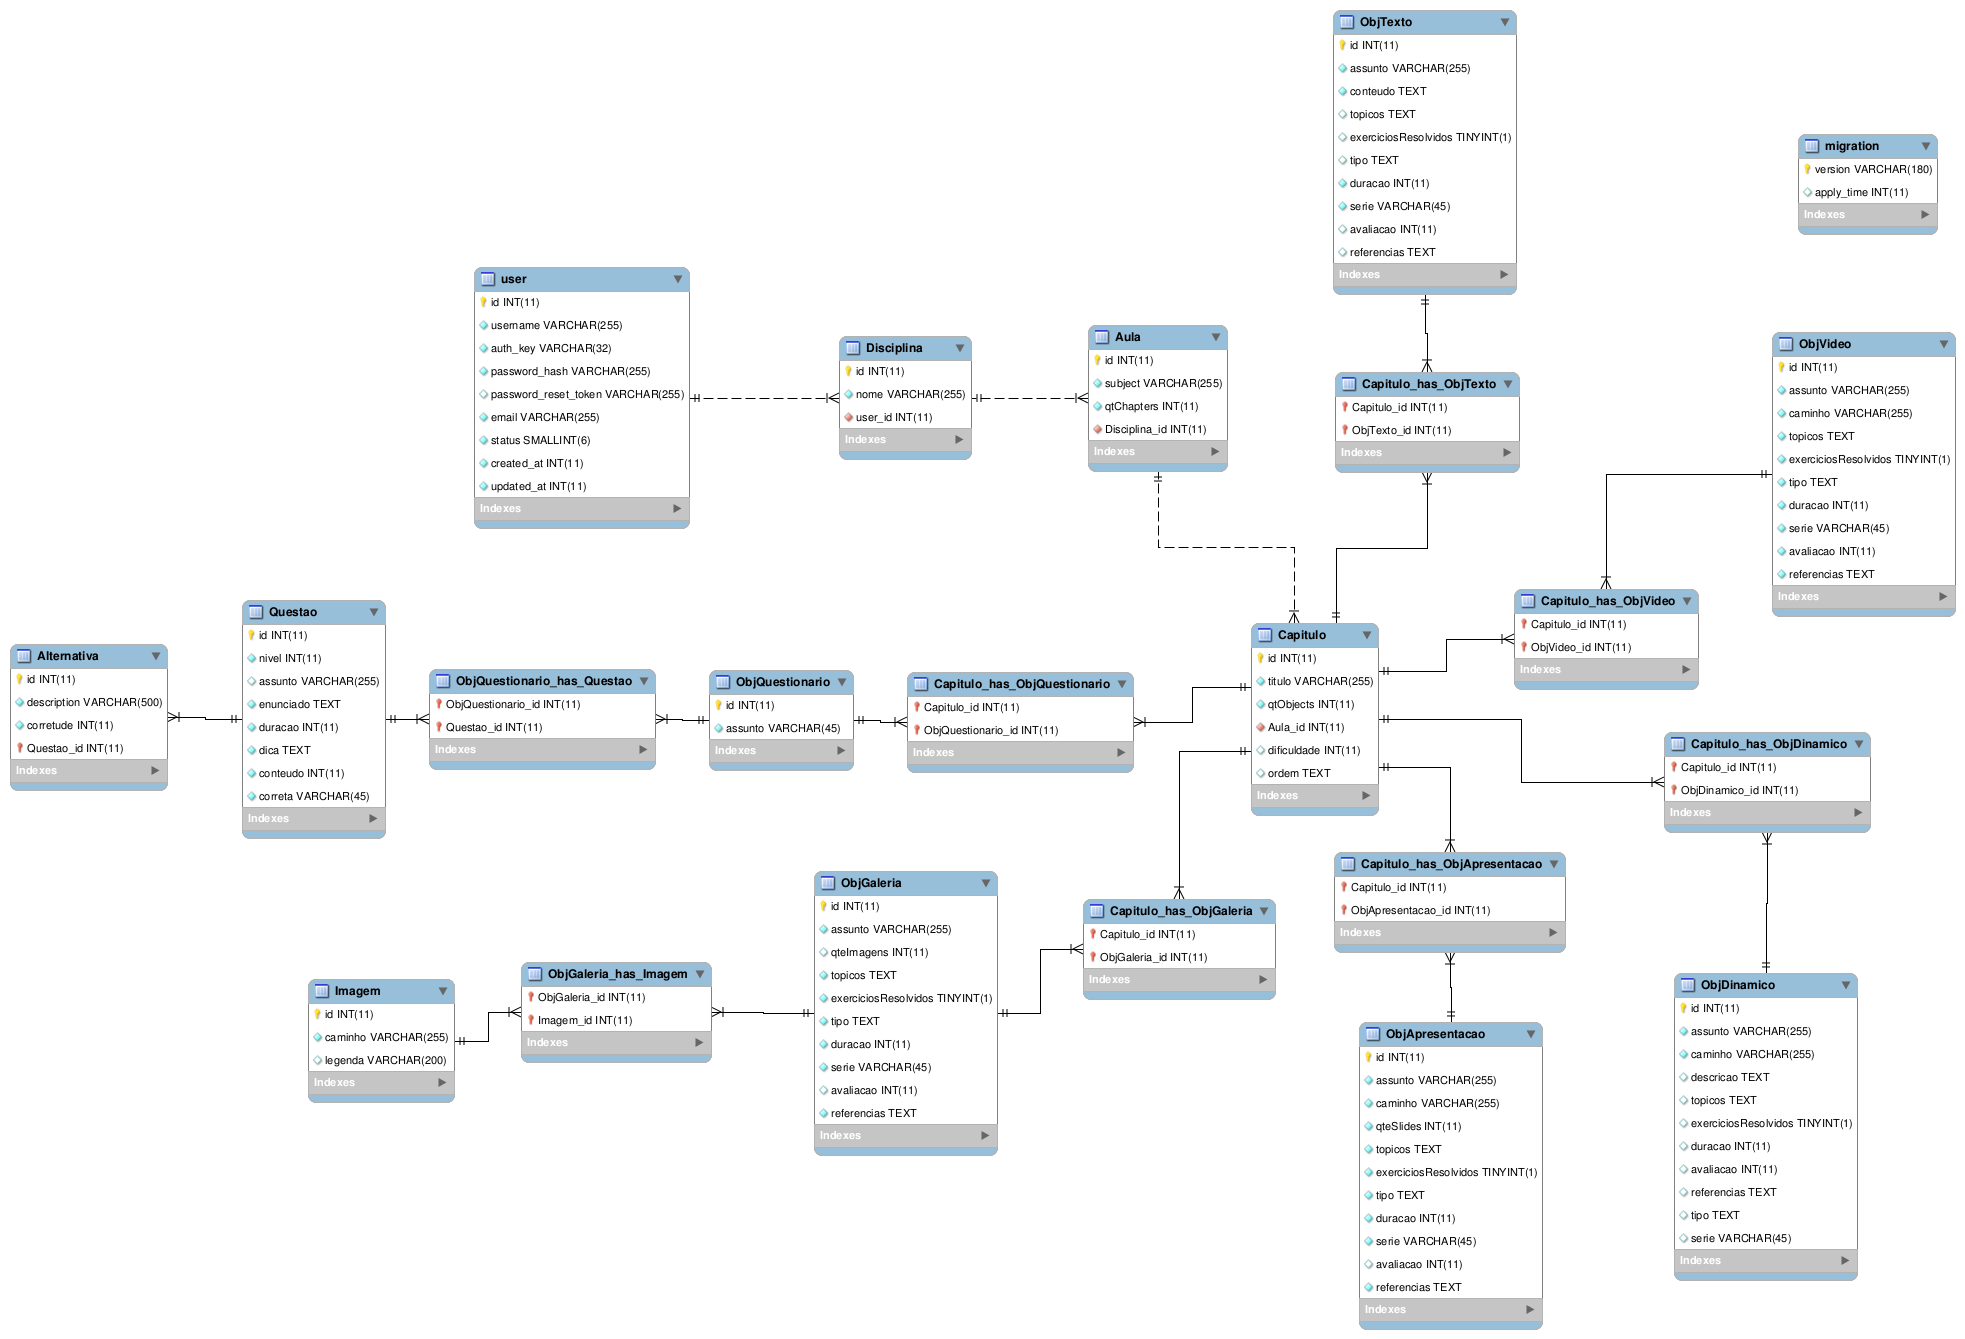 ObjTexto
id INT(11)
assunto VARCHAR(255)
conteudo TEXT
topicos TEXT
exerciciosResolvidos TINYINT(1)
tipo TEXT
duracao INT(11)
serie VARCHAR(45)
avaliacao INT(11)
referencias TEXT
Indexes
migration
version VARCHAR(180)
apply_time INT(11)
Indexes
user
id INT(11)
username VARCHAR(255)
auth_key VARCHAR(32)
password_hash VARCHAR(255)
password_reset_token VARCHAR(255)
email VARCHAR(255)
status SMALLINT(6)
created_at INT(11)
updated_at INT(11)
Indexes
Disciplina
id INT(11)
nome VARCHAR(255)
user_id INT(11)
Indexes
Aula
id INT(11)
subject VARCHAR(255)
qtChapters INT(11)
Disciplina_id INT(11)
Indexes
Capitulo_has_ObjTexto
Capitulo_id INT(11)
ObjTexto_id INT(11)
Indexes
ObjVideo
id INT(11)
assunto VARCHAR(255)
caminho VARCHAR(255)
topicos TEXT
exerciciosResolvidos TINYINT(1)
tipo TEXT
duracao INT(11)
serie VARCHAR(45)
avaliacao INT(11)
referencias TEXT
Indexes
Capitulo_has_ObjVideo
Capitulo_id INT(11)
ObjVideo_id INT(11)
Indexes
Alternativa
id INT(11)
description VARCHAR(500)
corretude INT(11)
Questao_id INT(11)
Indexes
Questao
id INT(11)
nivel INT(11)
assunto VARCHAR(255)
enunciado TEXT
duracao INT(11)
dica TEXT
conteudo INT(11)
correta VARCHAR(45)
Indexes
ObjQuestionario_has_Questao
ObjQuestionario_id INT(11)
Questao_id INT(11)
Indexes
ObjQuestionario
id INT(11)
assunto VARCHAR(45)
Indexes
Capitulo_has_ObjQuestionario
Capitulo_id INT(11)
ObjQuestionario_id INT(11)
Indexes
Capitulo
id INT(11)
titulo VARCHAR(255)
qtObjects INT(11)
Aula_id INT(11)
dificuldade INT(11)
ordem TEXT
Indexes
Capitulo_has_ObjDinamico
Capitulo_id INT(11)
ObjDinamico_id INT(11)
Indexes
Capitulo_has_ObjApresentacao
Capitulo_id INT(11)
ObjApresentacao_id INT(11)
Indexes
Capitulo_has_ObjGaleria
Capitulo_id INT(11)
ObjGaleria_id INT(11)
Indexes
ObjGaleria
id INT(11)
assunto VARCHAR(255)
qteImagens INT(11)
topicos TEXT
exerciciosResolvidos TINYINT(1)
tipo TEXT
duracao INT(11)
serie VARCHAR(45)
avaliacao INT(11)
referencias TEXT
Indexes
ObjGaleria_has_Imagem
ObjGaleria_id INT(11)
Imagem_id INT(11)
Indexes
Imagem
id INT(11)
caminho VARCHAR(255)
legenda VARCHAR(200)
Indexes
ObjApresentacao
id INT(11)
assunto VARCHAR(255)
caminho VARCHAR(255)
qteSlides INT(11)
topicos TEXT
exerciciosResolvidos TINYINT(1)
tipo TEXT
duracao INT(11)
serie VARCHAR(45)
avaliacao INT(11)
referencias TEXT
Indexes
ObjDinamico
id INT(11)
assunto VARCHAR(255)
caminho VARCHAR(255)
descricao TEXT
topicos TEXT
exerciciosResolvidos TINYINT(1)
duracao INT(11)
avaliacao INT(11)
referencias TEXT
tipo TEXT
serie VARCHAR(45)
Indexes